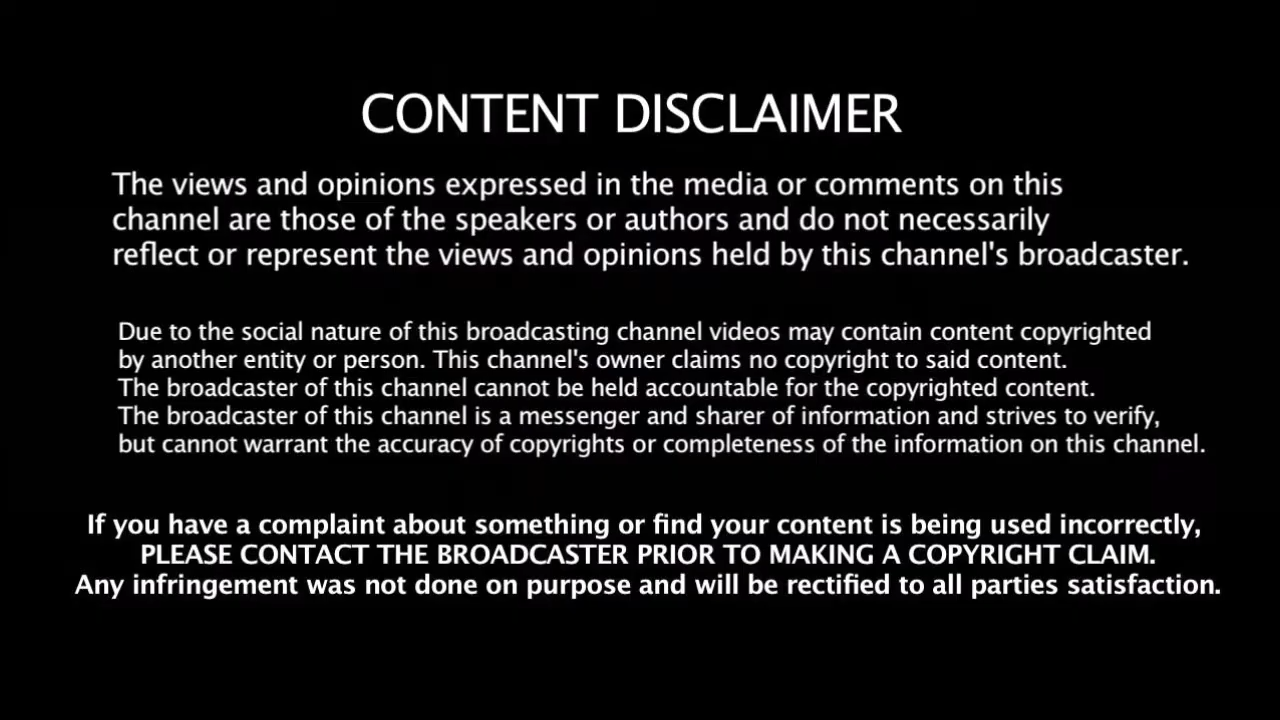 CONTENT DISCLAIMER
The views and opinions expressed in the media or comments on this
channel are those of the speakers or authors and do not necessarily
reflect or represent the views and opinions held by this channel's broadcaster.
Due to the social nature of this broadcasting channel videos may contain content copyrighted
by another entity or person. This channel's owner claims no copyright to said content.
The broadcaster of this channel cannot be held accountable for the copyrighted content.
The broadcaster of this channel is a messenger and sharer of information and strives to verify,
but cannot warrant the accuracy of copyrights or completeness of the information on this channel.
If you have a complaint about something or find your content is being used incorrectly,
PLEASE CONTACT THE BROADCASTER PRIOR TO MAKING A COPYRIGHT CLAIM.
Any infringement was not done on purpose and will be rectified to all parties satisfaction.